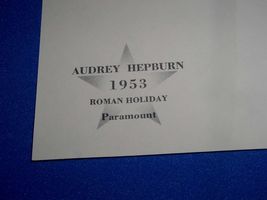 AUDREY HEPBURN
1953
ROMAN HOLIDAY
Paramount